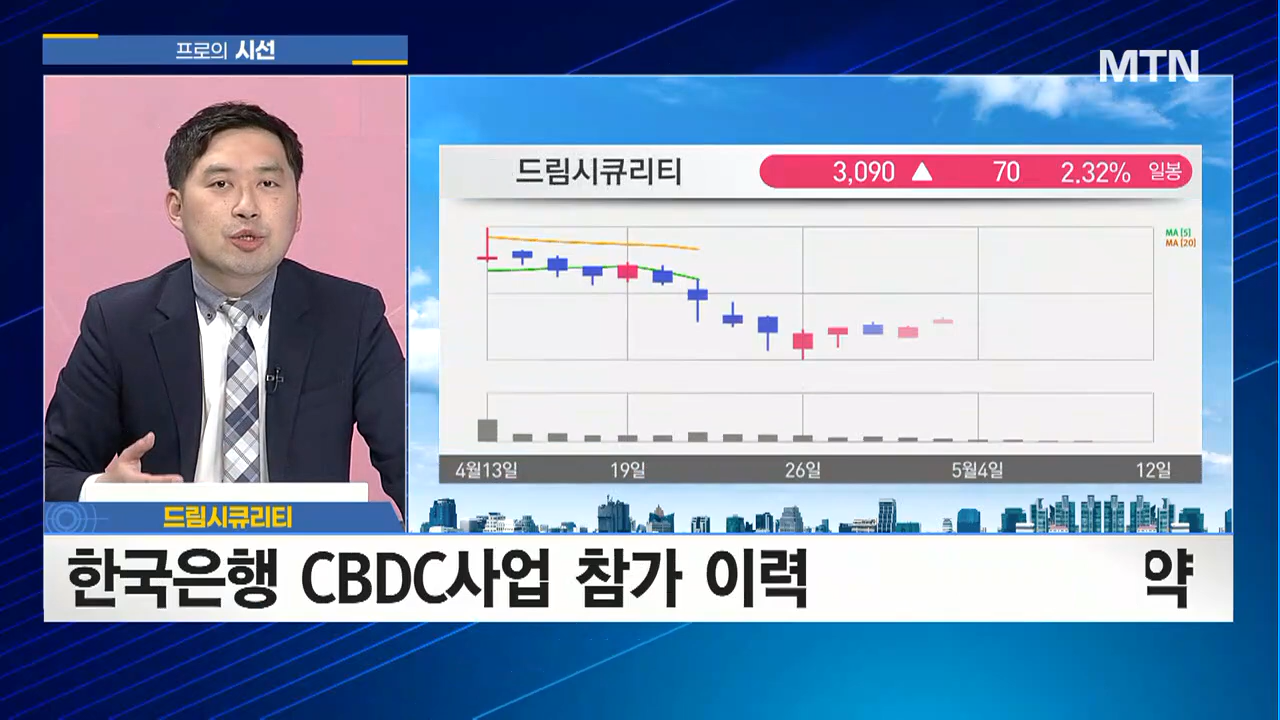 프로의 시선
MTN
드림시큐리티 3,090 ▲ 70 2.32% 일봉
MA [5]
MA [20]
4월13일 19일 26일 5월4일 12일
드림시큐리티
한국은행 CBDC사업 참가 이력 약